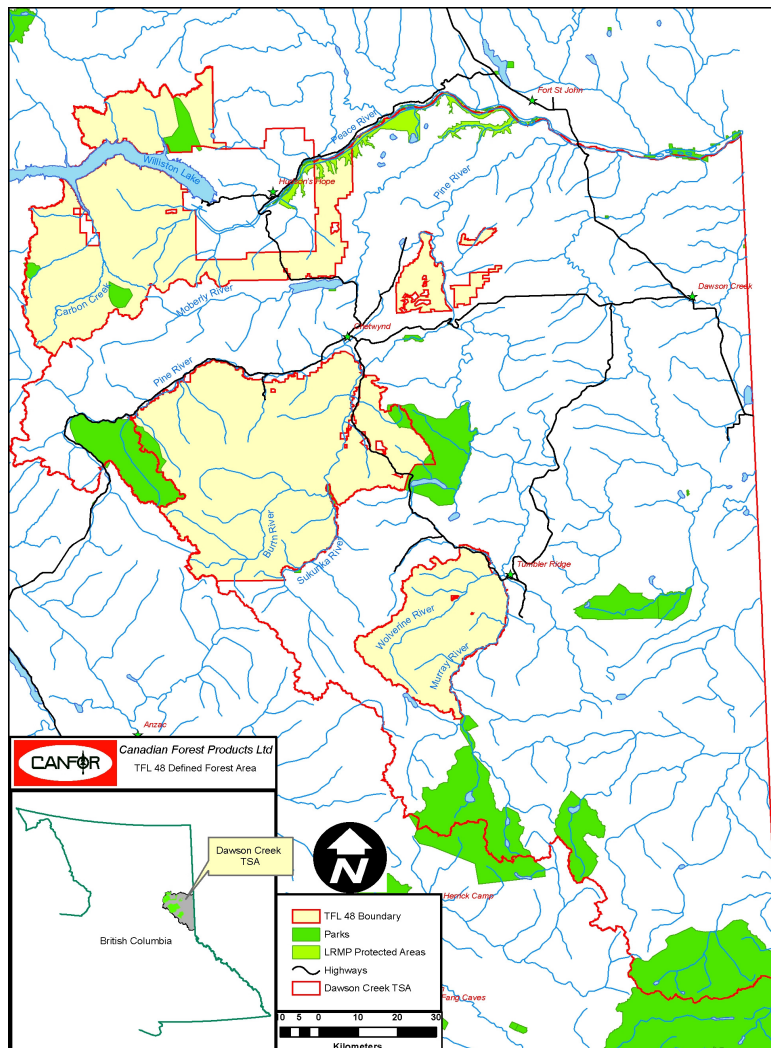 Fort St John
Peace River
Williston Lake
Hudson's Hope
Pine River
Carbon Creek
Moberly River
Dawson Creek
Chetwynd
Pine River
Burnt River
Sukunka River
Tumbler Ridge
Wolverine River
Murray River
Anzac
CANFOR
Canadian Forest Products Ltd
TFL 48 Defined Forest Area
Dawson Creek
TSA
British Columbia
N
Herrick Camp
Fang Caves
TFL 48 Boundary
Parks
LRMP Protected Areas
Highways
Dawson Creek TSA
10 5 0 10 20 30
Kilometers